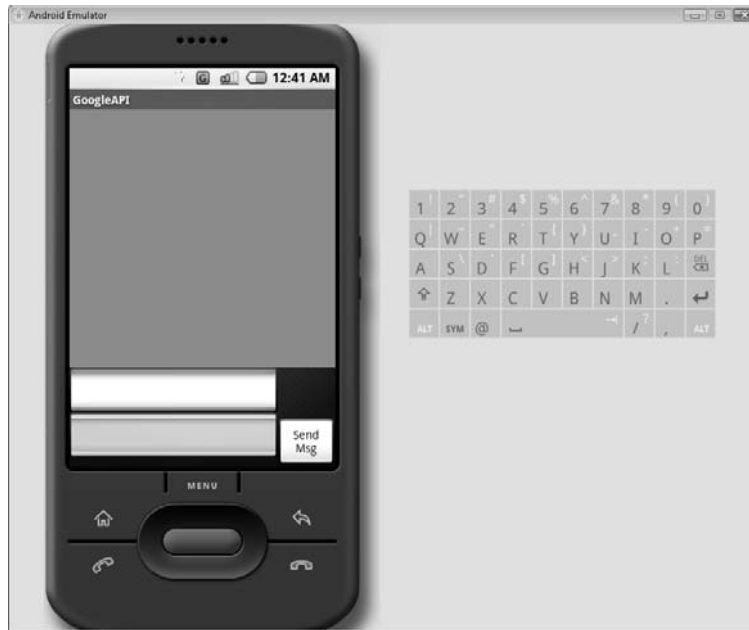 Android Emulator
G 12:41 AM
GoogleAPI
Send
Msg
MENU
1 ! 2 3 # 4 $ 5 % 6 ^ 7 & 8 * 9 ( 0 )
Q W E R T { Y } U I O P
A S \ D F [ G ] H < J > K L DEL
Z X C V B N M .
ALT SYM @ / ? , ALT